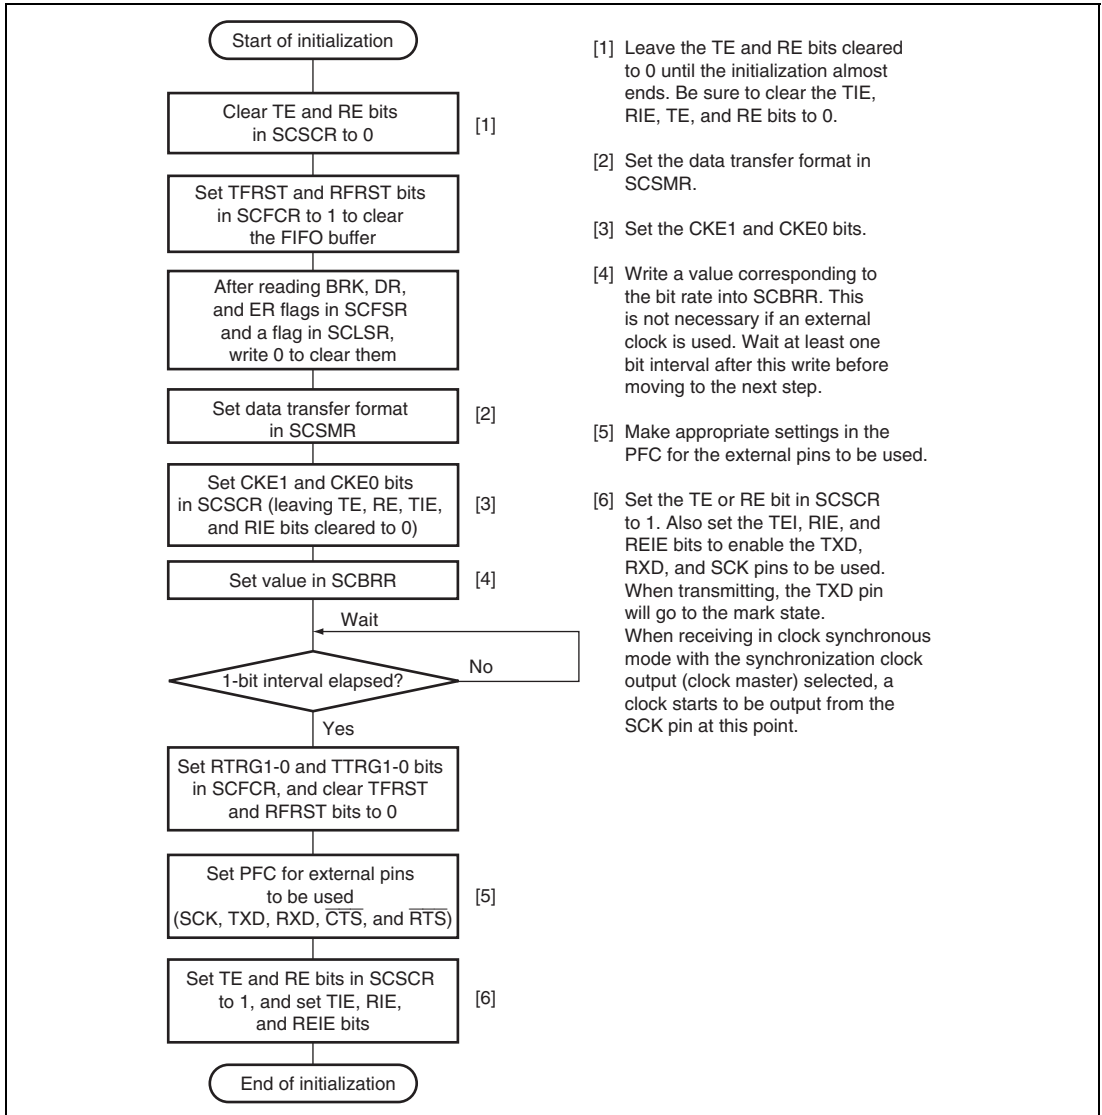 Start of initialization
Clear TE and RE bits
in SCSCR to 0
[1]
Set TFRST and RFRST bits
in SCFCR to 1 to clear
the FIFO buffer
After reading BRK, DR,
and ER flags in SCFSR
and a flag in SCLSR,
write 0 to clear them
Set data transfer format
in SCSMR
[2]
Set CKE1 and CKE0 bits
in SCSCR (leaving TE, RE, TIE,
and RIE bits cleared to 0)
[3]
Set value in SCBRR
[4]
Wait
1-bit interval elapsed?
No
Yes
Set RTRG1-0 and TTRG1-0 bits
in SCFCR, and clear TFRST
and RFRST bits to 0
Set PFC for external pins
to be used
(SCK, TXD, RXD, C̅T̅S̅, and R̅T̅S̅)
[5]
Set TE and RE bits in SCSCR
to 1, and set TIE, RIE,
and REIE bits
[6]
End of initialization
[1] Leave the TE and RE bits cleared
to 0 until the initialization almost
ends. Be sure to clear the TIE,
RIE, TE, and RE bits to 0.
[2] Set the data transfer format in
SCSMR.
[3] Set the CKE1 and CKE0 bits.
[4] Write a value corresponding to
the bit rate into SCBRR. This
is not necessary if an external
clock is used. Wait at least one
bit interval after this write before
moving to the next step.
[5] Make appropriate settings in the
PFC for the external pins to be used.
[6] Set the TE or RE bit in SCSCR
to 1. Also set the TEI, RIE, and
REIE bits to enable the TXD,
RXD, and SCK pins to be used.
When transmitting, the TXD pin
will go to the mark state.
When receiving in clock synchronous
mode with the synchronization clock
output (clock master) selected, a
clock starts to be output from the
SCK pin at this point.